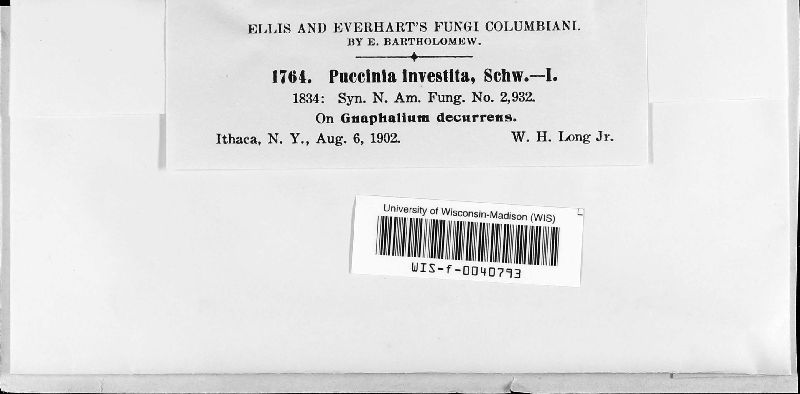 ELLIS AND EVERHART'S FUNGI COLUMBIANI.
BY E. BARTHOLOMEW.
1764. Puccinia investita, Schw.—I.
1834: Syn. N. Am. Fung. No. 2,932.
On Gnaphalium decurrens.
Ithaca, N. Y., Aug. 6, 1902. W. H. Long Jr.
University of Wisconsin-Madison (WIS)
WIS-f-0040793